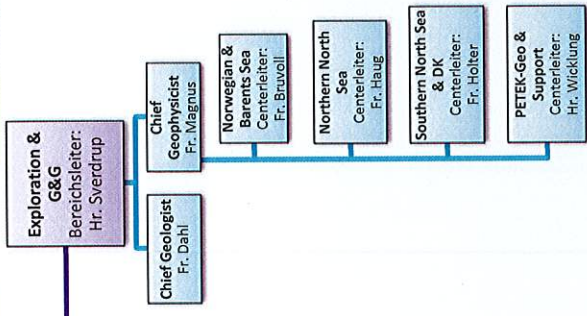 Exploration &
G&G
Bereichsleiter:
Hr. Sverdrup
Chief Geologist
Fr. Dahl
Chief
Geophysicist
Fr. Magnus
Norwegian &
Barents Sea
Centerleiter:
Fr. Bruvoll
Northern North
Sea
Centerleiter:
Fr. Haug
Southern North Sea
& DK
Centerleiter:
Fr. Holter
PETEK-Geo &
Support
Centerleiter:
Hr. Wicklung